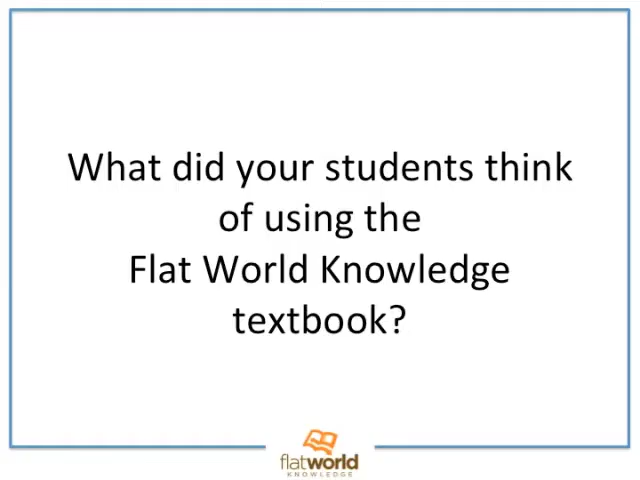 What did your students think
of using the
Flat World Knowledge
textbook?
flatworld
KNOWLEDGE